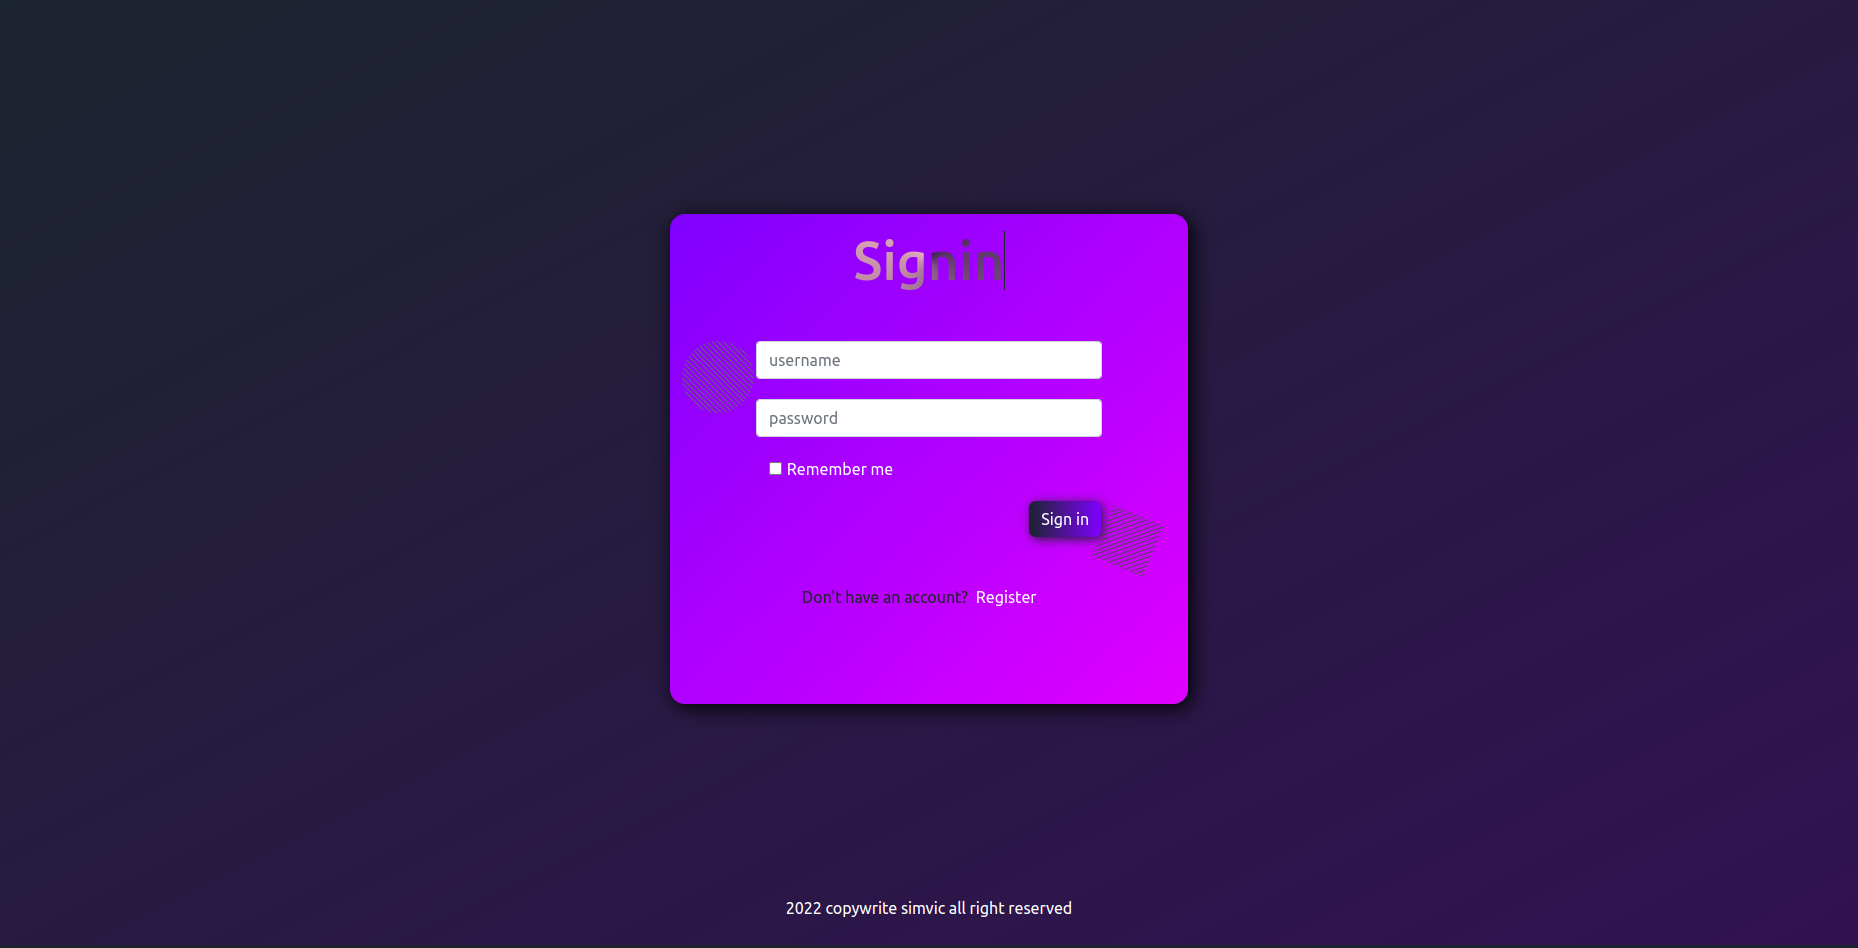 Signin
username
password
Remember me
Sign in
Don't have an account? Register
2022 copywrite simvic all right reserved